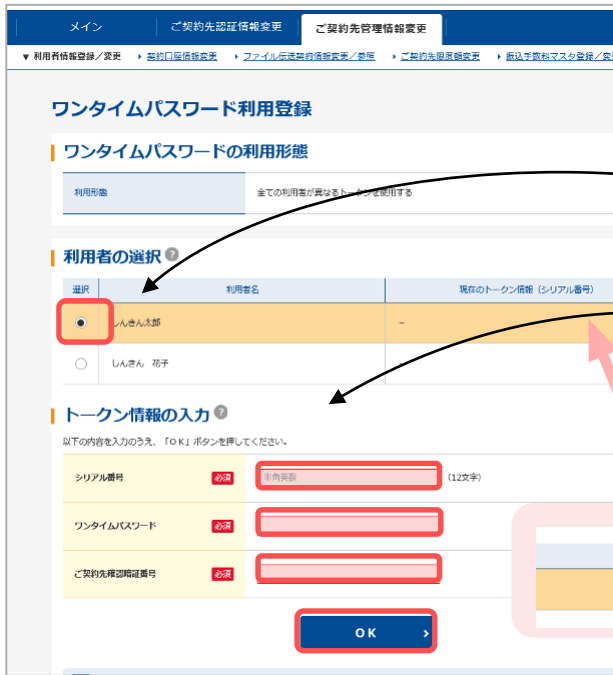 メイン ご契約先認証情報変更 ご契約先管理情報変更
▼ 利用者情報登録／変更 ・ 契約口座情報変更 ・ ファイル伝送契約情報変更／参照 ・ ご契約先限度額変更 ・ 振込手数料マスタ登録／変
ワンタイムパスワード利用登録
ワンタイムパスワードの利用形態
利用形態 全ての利用者が異なるトークンを使用する
利用者の選択 ?
選択 利用者名 現在のトークン情報（シリアル番号）
しんきん太郎 －
しんきん 花子
トークン情報の入力 ?
以下の内容を入力のうえ、「ＯＫ」ボタンを押してください。
シリアル番号 必須 半角英数 (12文字)
ワンタイムパスワード 必須
ご契約先確認暗証番号 必須
OK